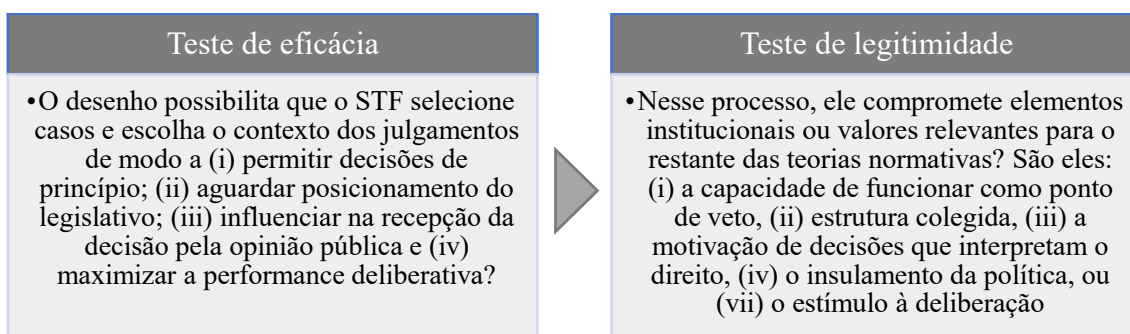 Teste de eficácia
•O desenho possibilita que o STF selecione
casos e escolha o contexto dos julgamentos
de modo a (i) permitir decisões de
princípio; (ii) aguardar posicionamento do
legislativo; (iii) influenciar na recepção da
decisão pela opinião pública e (iv)
maximizar a performance deliberativa?
Teste de legitimidade
•Nesse processo, ele compromete elementos
institucionais ou valores relevantes para o
restante das teorias normativas? São eles:
(i) a capacidade de funcionar como ponto
de veto, (ii) estrutura colegida, (iii) a
motivação de decisões que interpretam o
direito, (iv) o insulamento da política, ou
(vii) o estímulo à deliberação